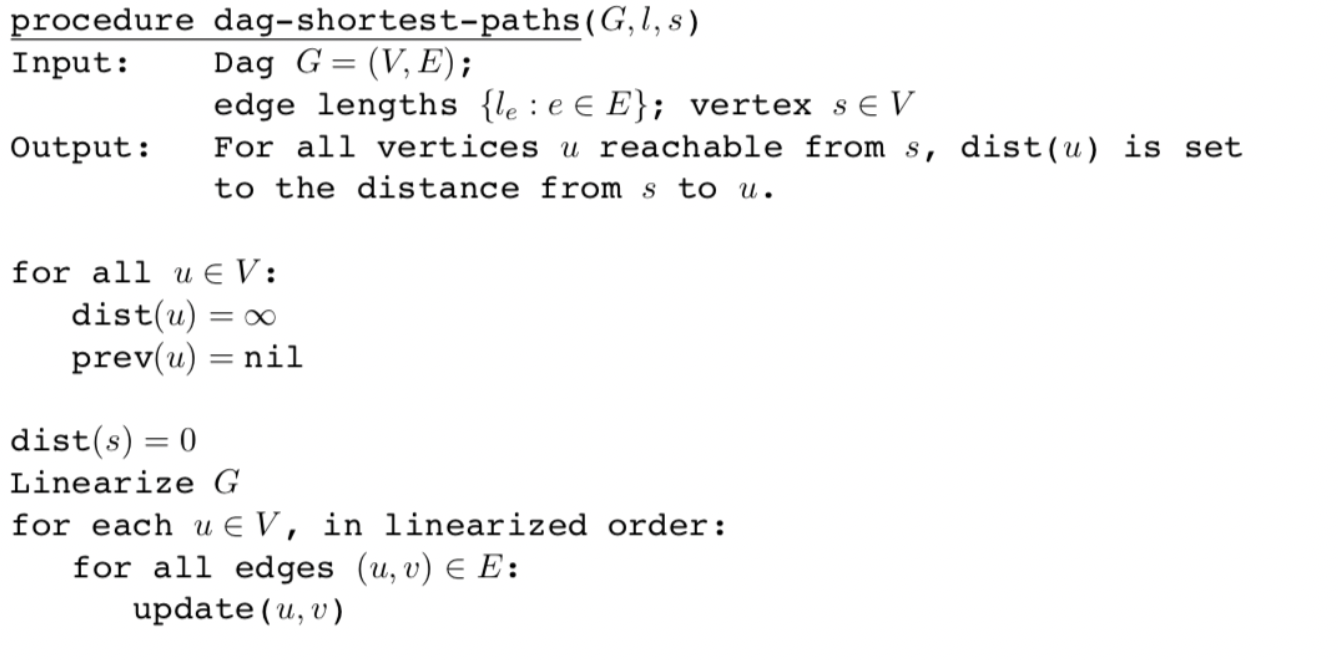 procedure dag-shortest-paths(G, l, s)
Input: Dag G = (V, E);
edge lengths {lₑ : e ∈ E}; vertex s ∈ V
Output: For all vertices u reachable from s, dist(u) is set
to the distance from s to u.
for all u ∈ V:
dist(u) = ∞
prev(u) = nil
dist(s) = 0
Linearize G
for each u ∈ V, in linearized order:
for all edges (u, v) ∈ E:
update(u, v)